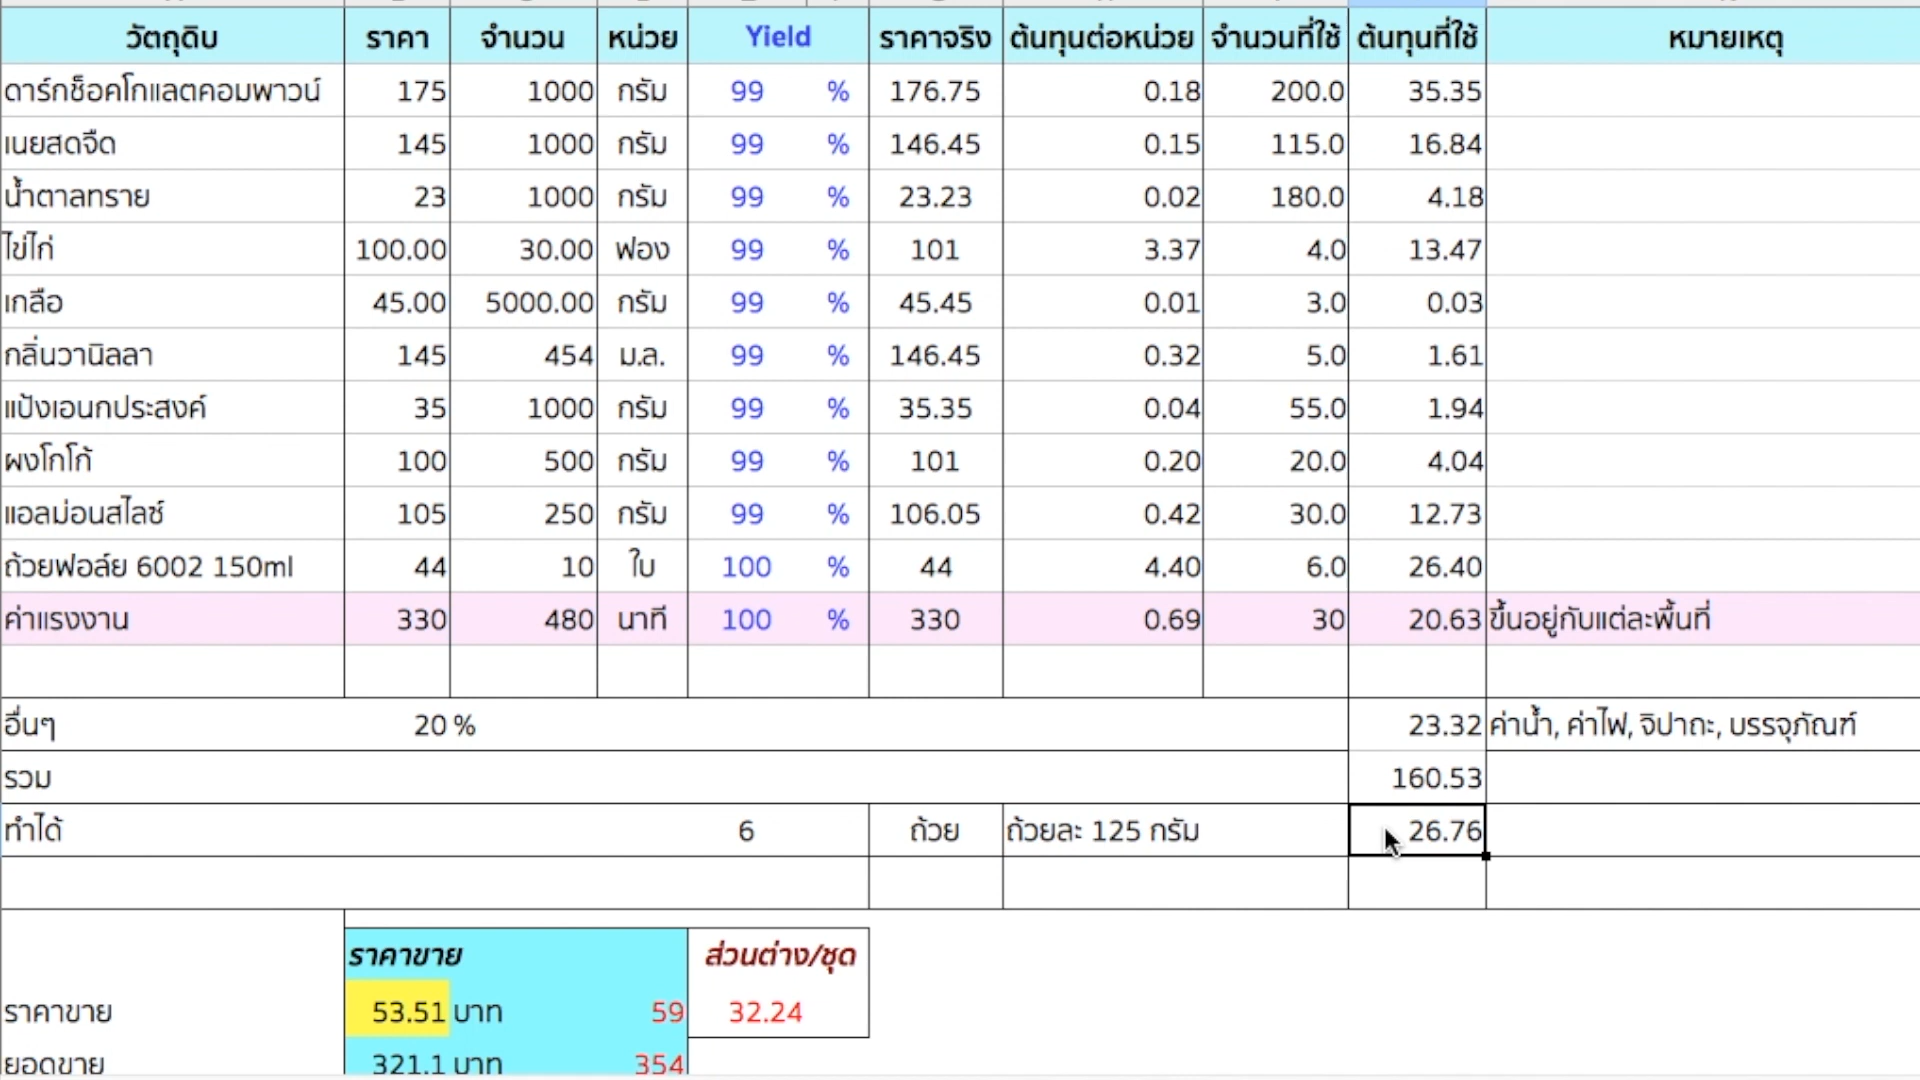 วัตถุดิบ ราคา จำนวน หน่วย Yield ราคาจริง ต้นทุนต่อหน่วย จำนวนที่ใช้ ต้นทุนที่ใช้ หมายเหตุ
ดาร์กช็อคโกแลตคอมพาวน์ 175 1000 กรัม 99 % 176.75 0.18 200.0 35.35
เนยสดจืด 145 1000 กรัม 99 % 146.45 0.15 115.0 16.84
น้ำตาลทราย 23 1000 กรัม 99 % 23.23 0.02 180.0 4.18
ไข่ไก่ 100.00 30.00 ฟอง 99 % 101 3.37 4.0 13.47
เกลือ 45.00 5000.00 กรัม 99 % 45.45 0.01 3.0 0.03
กลิ่นวานิลลา 145 454 ม.ล. 99 % 146.45 0.32 5.0 1.61
แป้งเอนกประสงค์ 35 1000 กรัม 99 % 35.35 0.04 55.0 1.94
ผงโกโก้ 100 500 กรัม 99 % 101 0.20 20.0 4.04
แอลม่อนสไลซ์ 105 250 กรัม 99 % 106.05 0.42 30.0 12.73
ถ้วยฟอล์ย 6002 150ml 44 10 ใบ 100 % 44 4.40 6.0 26.40
ค่าแรงงาน 330 480 นาที 100 % 330 0.69 30 20.63 ขึ้นอยู่กับแต่ละพื้นที่
อื่นๆ 20 % 23.32 ค่าน้ำ, ค่าไฟ, จิปาถะ, บรรจุภัณฑ์
รวม 160.53
ทำได้ 6 ถ้วย ถ้วยละ 125 กรัม 26.76
ราคาขาย ส่วนต่าง/ชุด
ราคาขาย 53.51 บาท 59 32.24
ยอดขาย 321.1 บาท 354